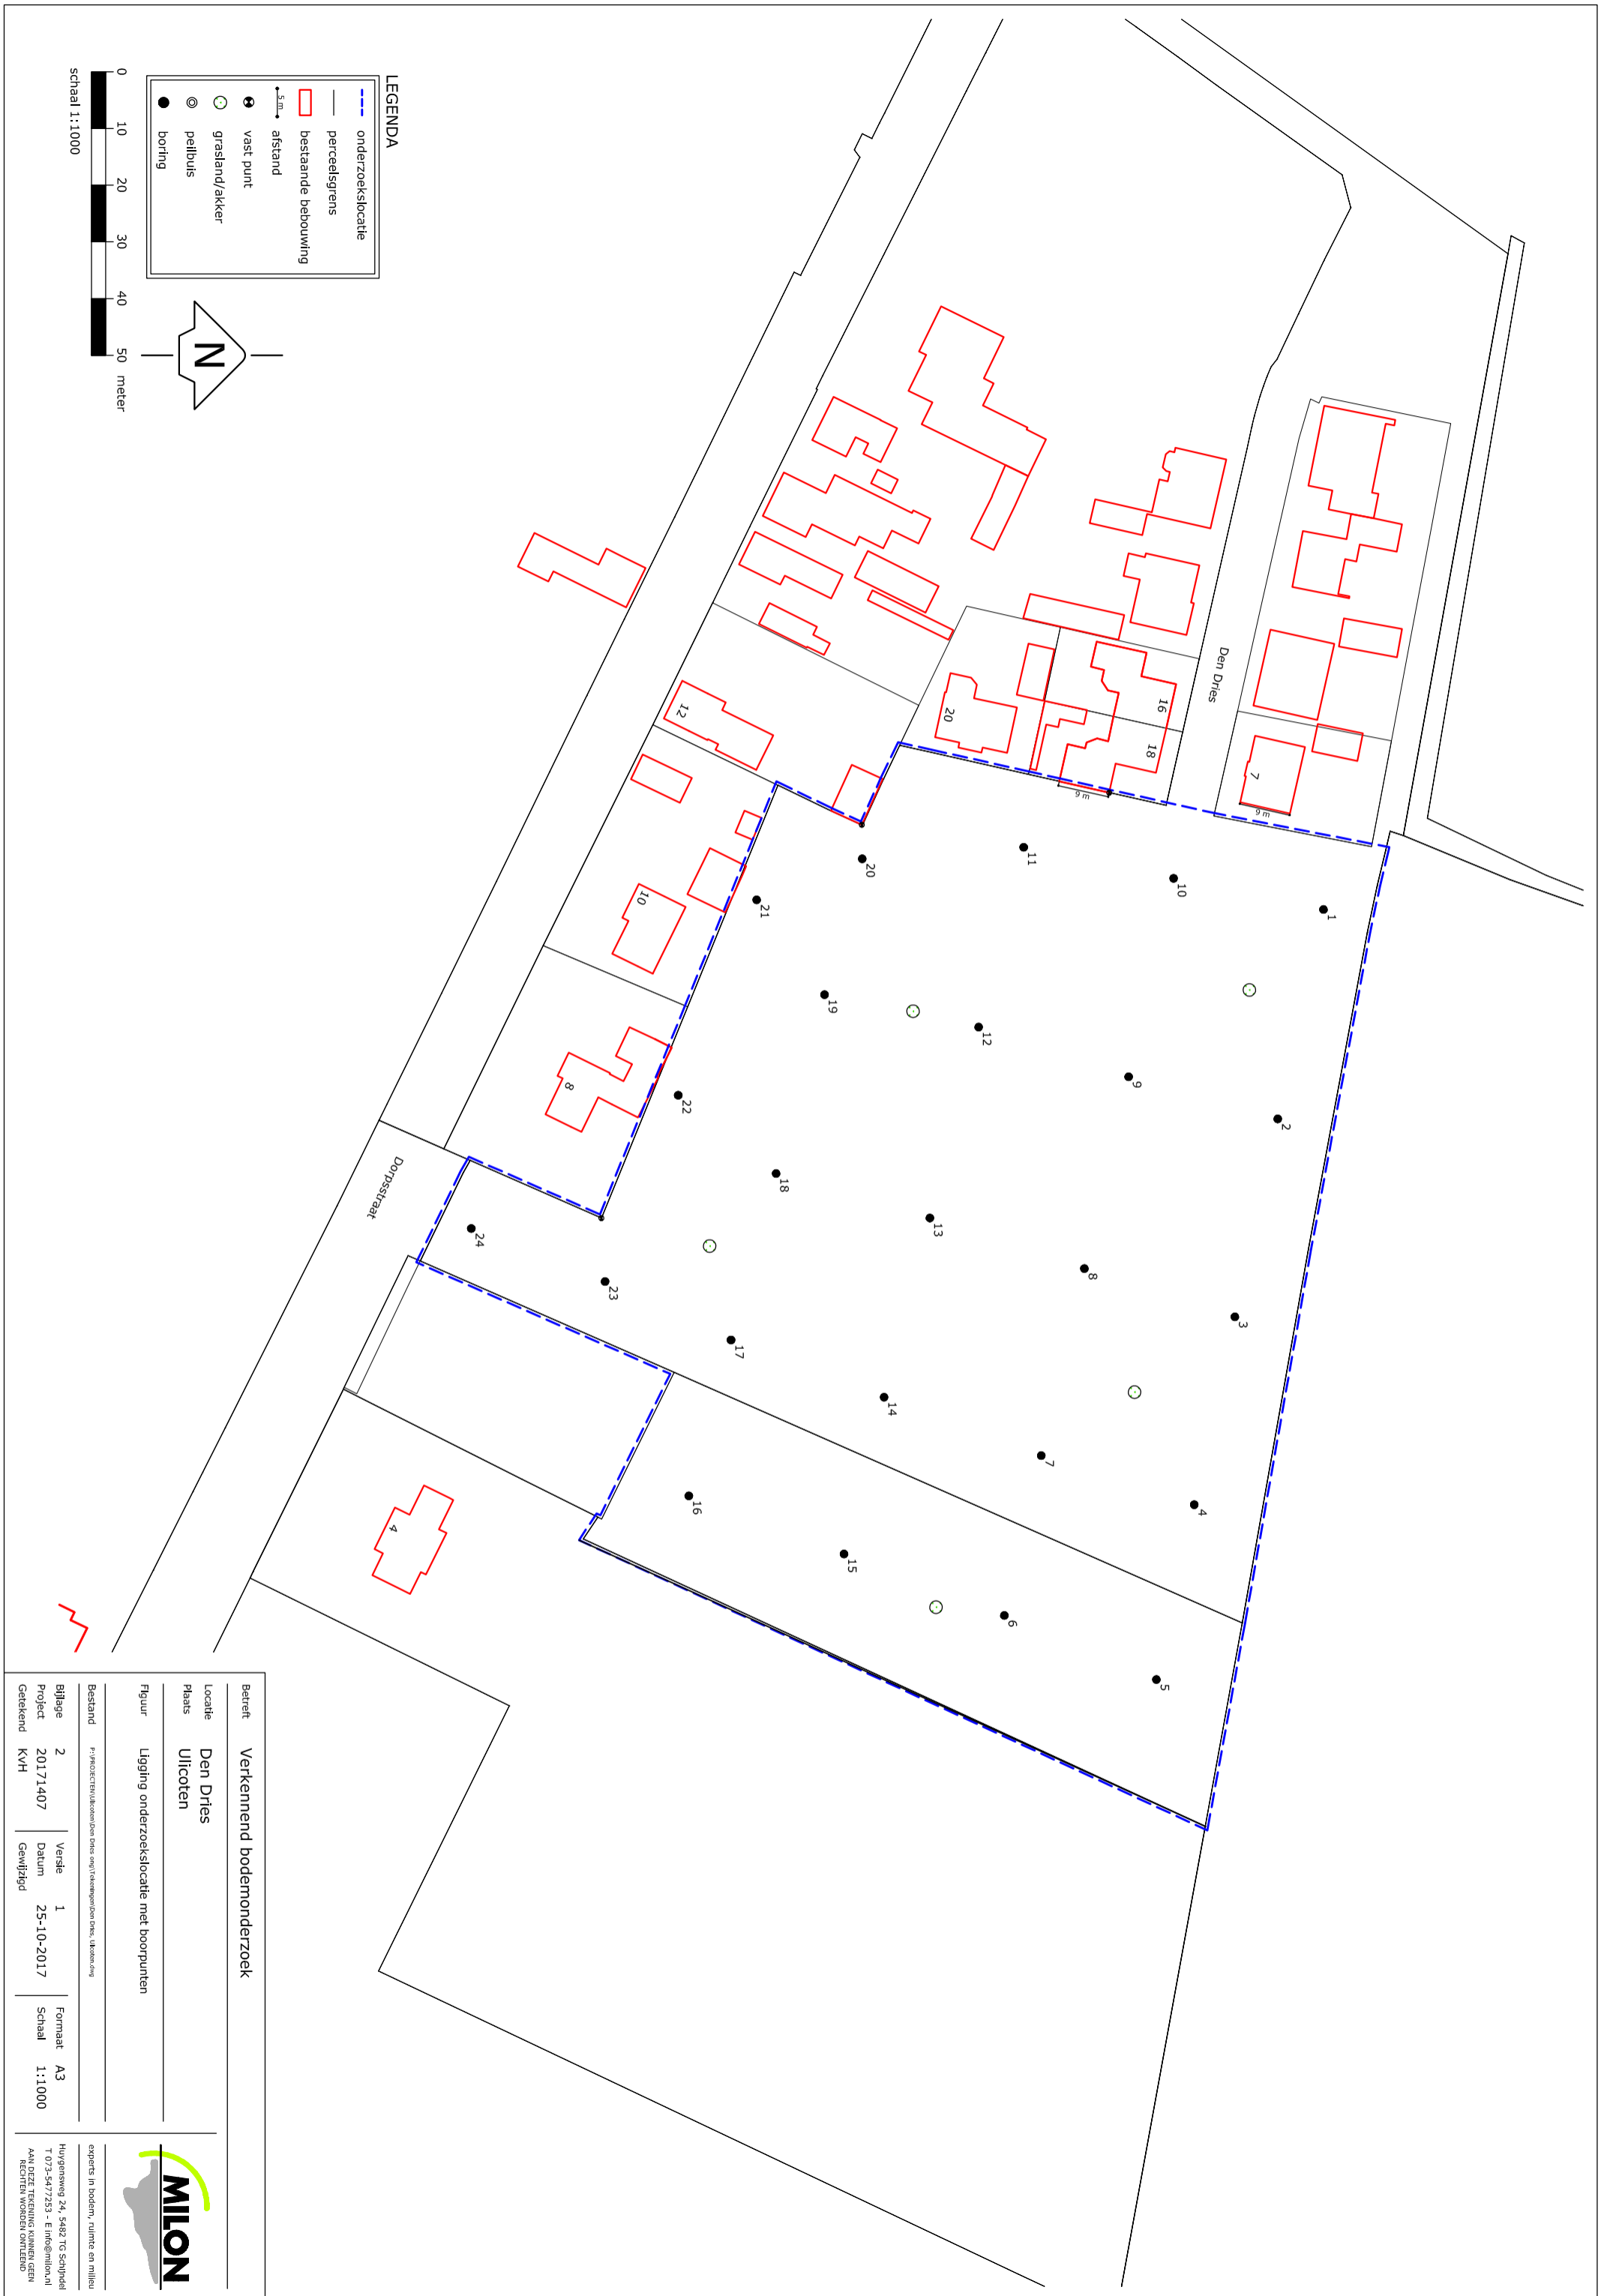 LEGENDA
onderzoekslocatie
perceelsgrens
bestaande bebouwing
5 m
afstand
vast punt
grasland/akker
peilbuis
boring
0 10 20 30 40 50 meter
schaal 1:1000
N
Den Dries
16
18
20
7
9 m
9 m
12
10
8
4
Dorpsstraat
1
2
3
4
5
6
7
8
9
10
11
12
13
14
15
16
17
18
19
20
21
22
23
24
Betreft Verkennend bodemonderzoek
Locatie Den Dries
Plaats Ulicoten
Figuur Ligging onderzoekslocatie met boorpunten
Bestand
Bijlage 2 Versie 1 Formaat A3
Project 20171407 Datum 25-10-2017 Schaal 1:1000
Getekend KvH Gewijzigd
MILON
experts in bodem, ruimte en milieu
Huygensweg 24, 5482 TG Schijndel
T 073-5477253 - E info@milon.nl
AAN DEZE TEKENING KUNNEN GEEN
RECHTEN WORDEN ONTLEEND